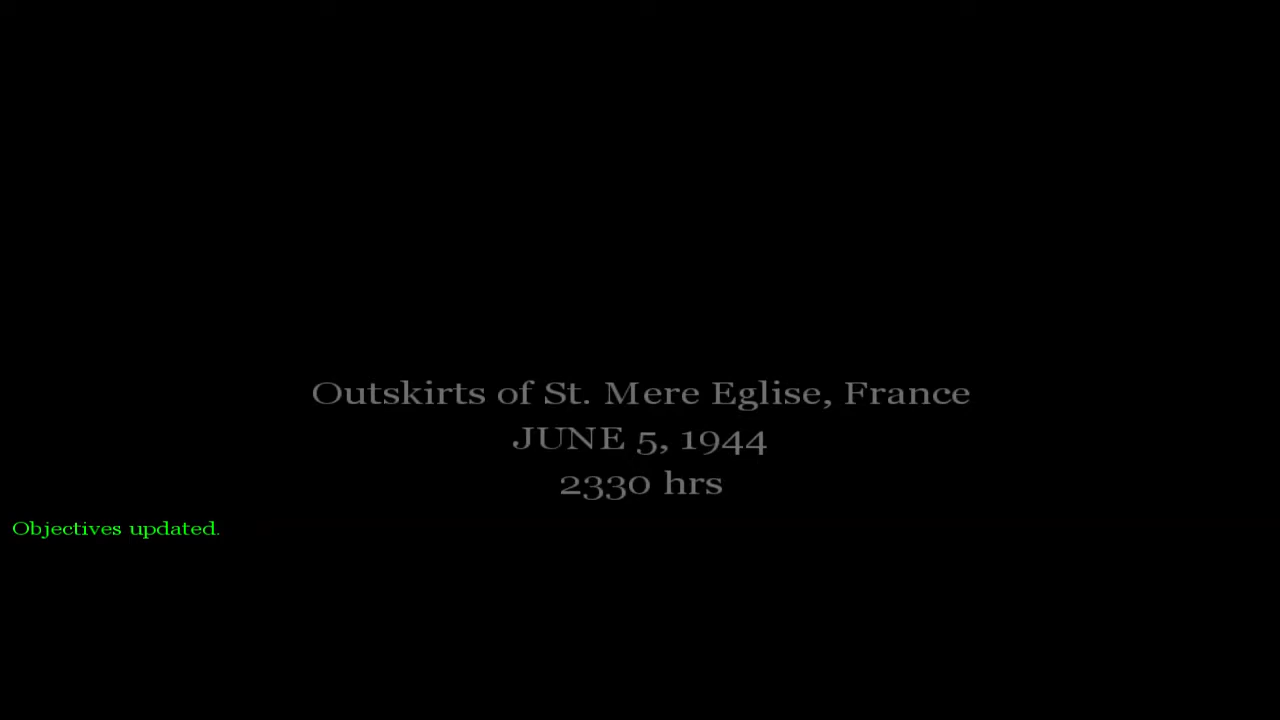 Outskirts of St. Mere Eglise, France
JUNE 5, 1944
2330 hrs
Objectives updated.